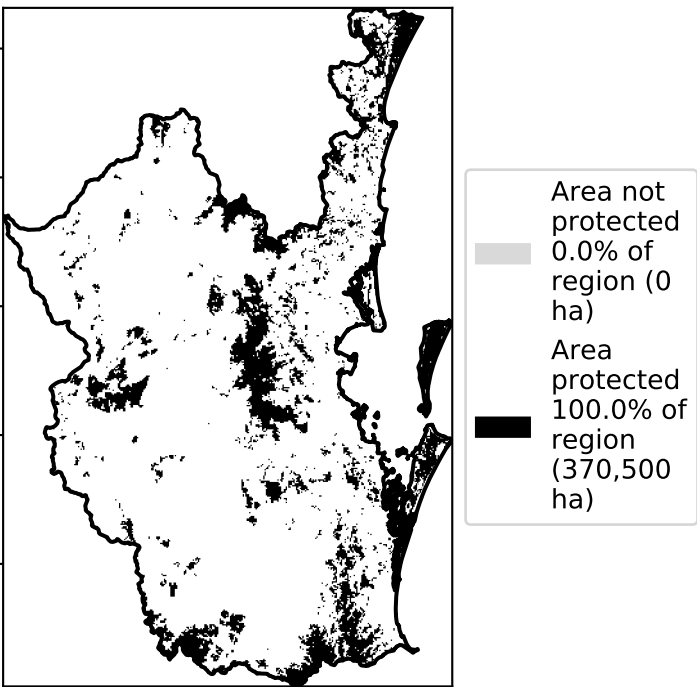 Area not
protected
0.0% of
region (0
ha)
Area
protected
100.0% of
region
(370,500
ha)